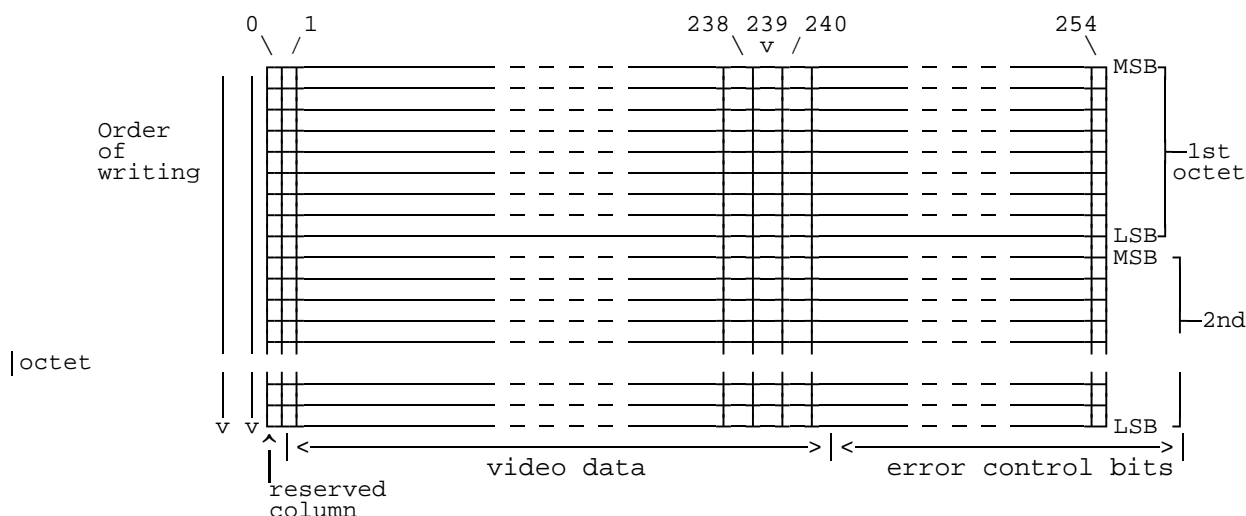 0 1 238 239 240 254
v
MSB
Order
of
writing
1st
octet
LSB
MSB
2nd
octet
v v LSB
video data error control bits
reserved
column